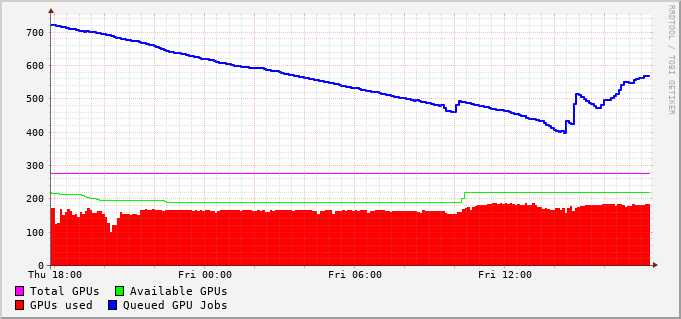 700
600
500
400
300
200
100
0
Thu 18:00 Fri 00:00 Fri 06:00 Fri 12:00
Total GPUs Available GPUs
GPUs used Queued GPU Jobs
RRDTOOL / TOBI OETIKER